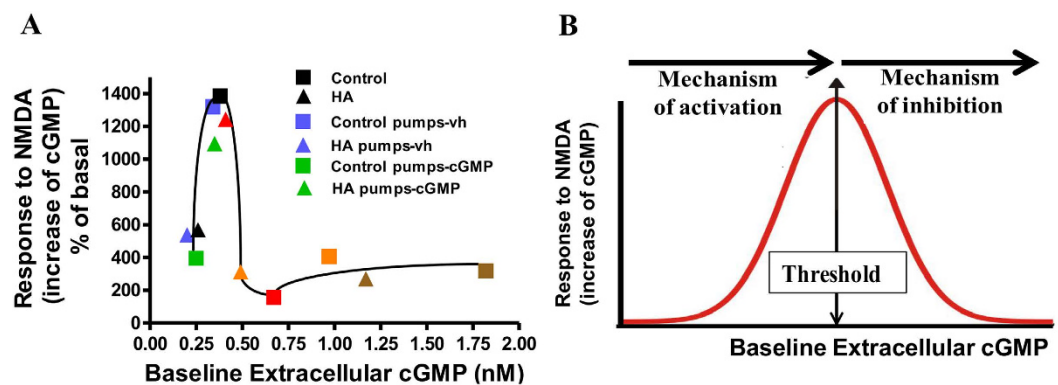 A
Response to NMDA
(increase of cGMP)
% of basal
1400
1200
1000
800
600
400
200
0
0.00 0.25 0.50 0.75 1.00 1.25 1.50 1.75 2.00
Baseline Extracellular cGMP (nM)
Control
HA
Control pumps-vh
HA pumps-vh
Control pumps-cGMP
HA pumps-cGMP
B
Mechanism
of activation
Mechanism
of inhibition
Response to NMDA
(increase of cGMP)
Threshold
Baseline Extracellular cGMP